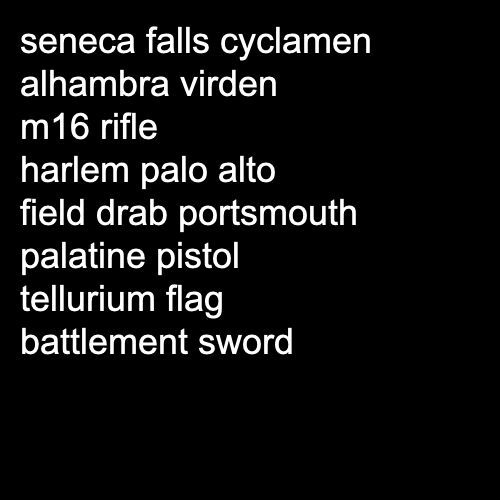 seneca falls cyclamen
alhambra virden
m16 rifle
harlem palo alto
field drab portsmouth
palatine pistol
tellurium flag
battlement sword